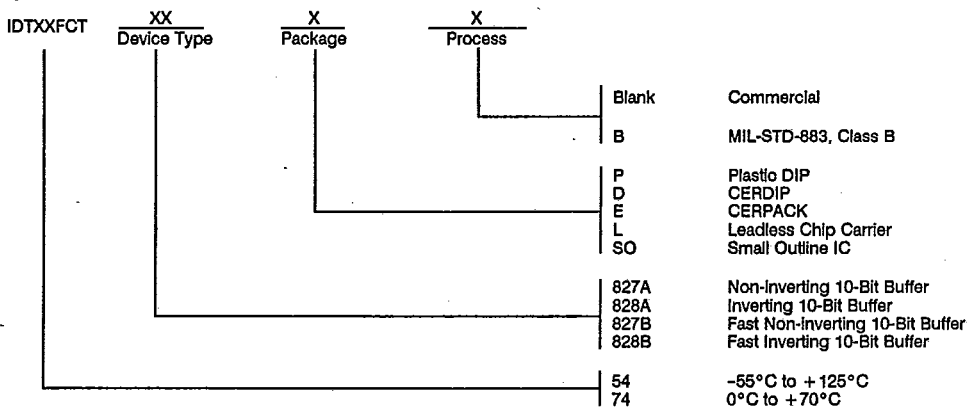 IDTXXFCT XX X X
Device Type Package Process
Blank Commercial
B MIL-STD-883, Class B
P Plastic DIP
D CERDIP
E CERPACK
L Leadless Chip Carrier
SO Small Outline IC
827A Non-Inverting 10-Bit Buffer
828A Inverting 10-Bit Buffer
827B Fast Non-Inverting 10-Bit Buffer
828B Fast Inverting 10-Bit Buffer
54 -55°C to +125°C
74 0°C to +70°C